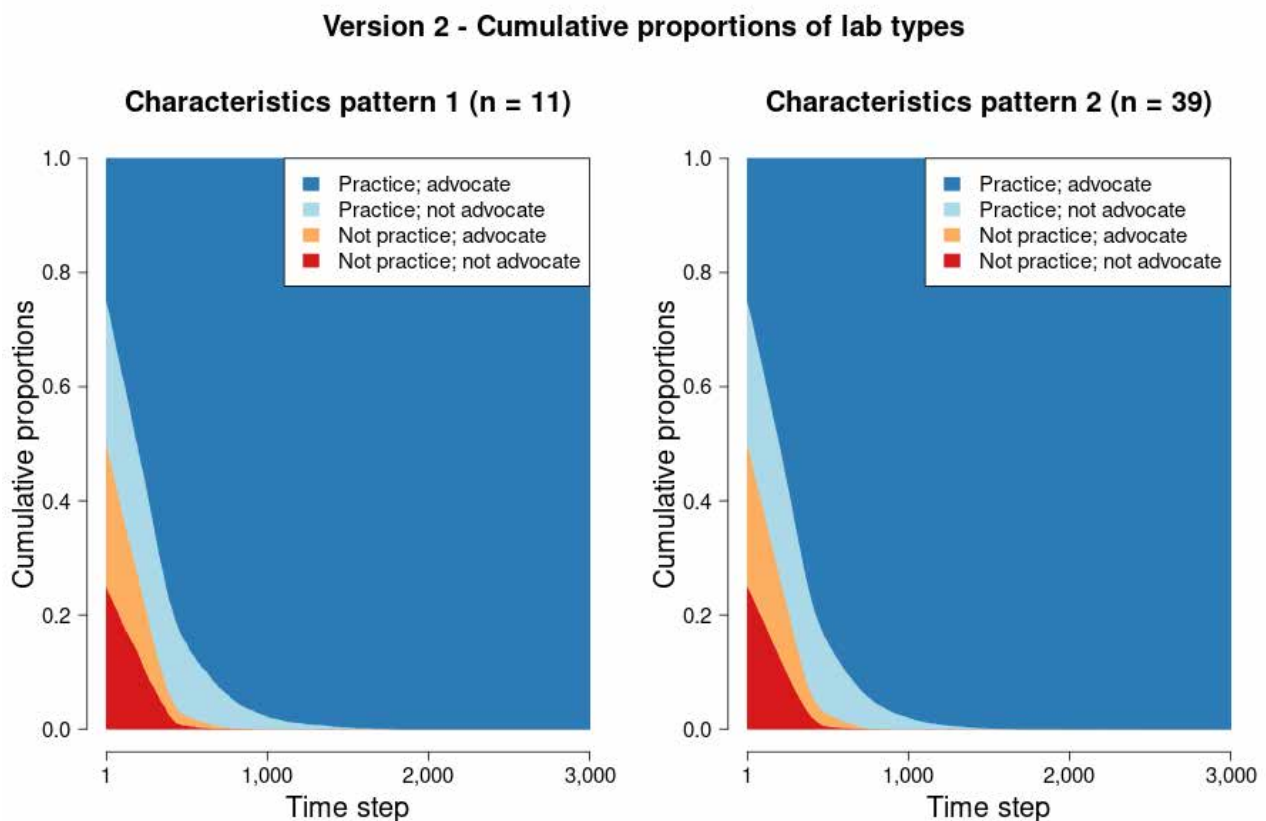 Version 2 - Cumulative proportions of lab types
Characteristics pattern 1 (n = 11)
Cumulative proportions
1.0
0.8
0.6
0.4
0.2
0.0
Practice; advocate
Practice; not advocate
Not practice; advocate
Not practice; not advocate
1
1,000
2,000
3,000
Time step
Characteristics pattern 2 (n = 39)
Cumulative proportions
1.0
0.8
0.6
0.4
0.2
0.0
Practice; advocate
Practice; not advocate
Not practice; advocate
Not practice; not advocate
1
1,000
2,000
3,000
Time step